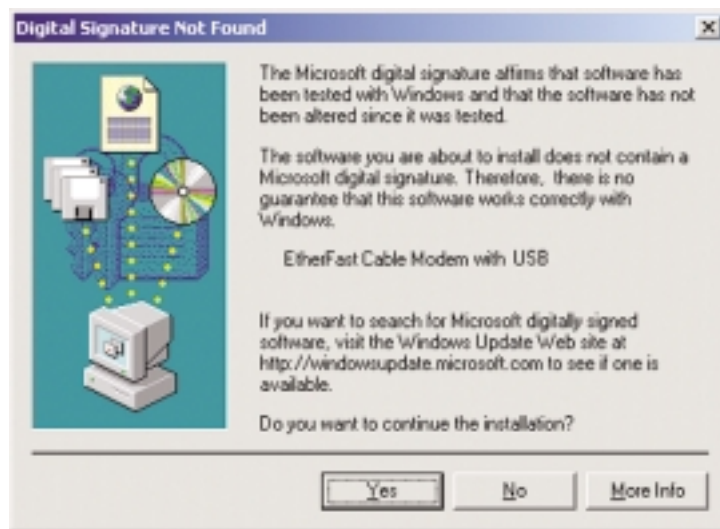 Digital Signature Not Found
The Microsoft digital signature affirms that software has
been tested with Windows and that the software has not
been altered since it was tested.
The software you are about to install does not contain a
Microsoft digital signature. Therefore, there is no
guarantee that this software works correctly with
Windows.
EtherFast Cable Modem with USB
If you want to search for Microsoft digitally signed
software, visit the Windows Update Web site at
http://windowsupdate.microsoft.com to see if one is
available.
Do you want to continue the installation?
Yes
No
More Info